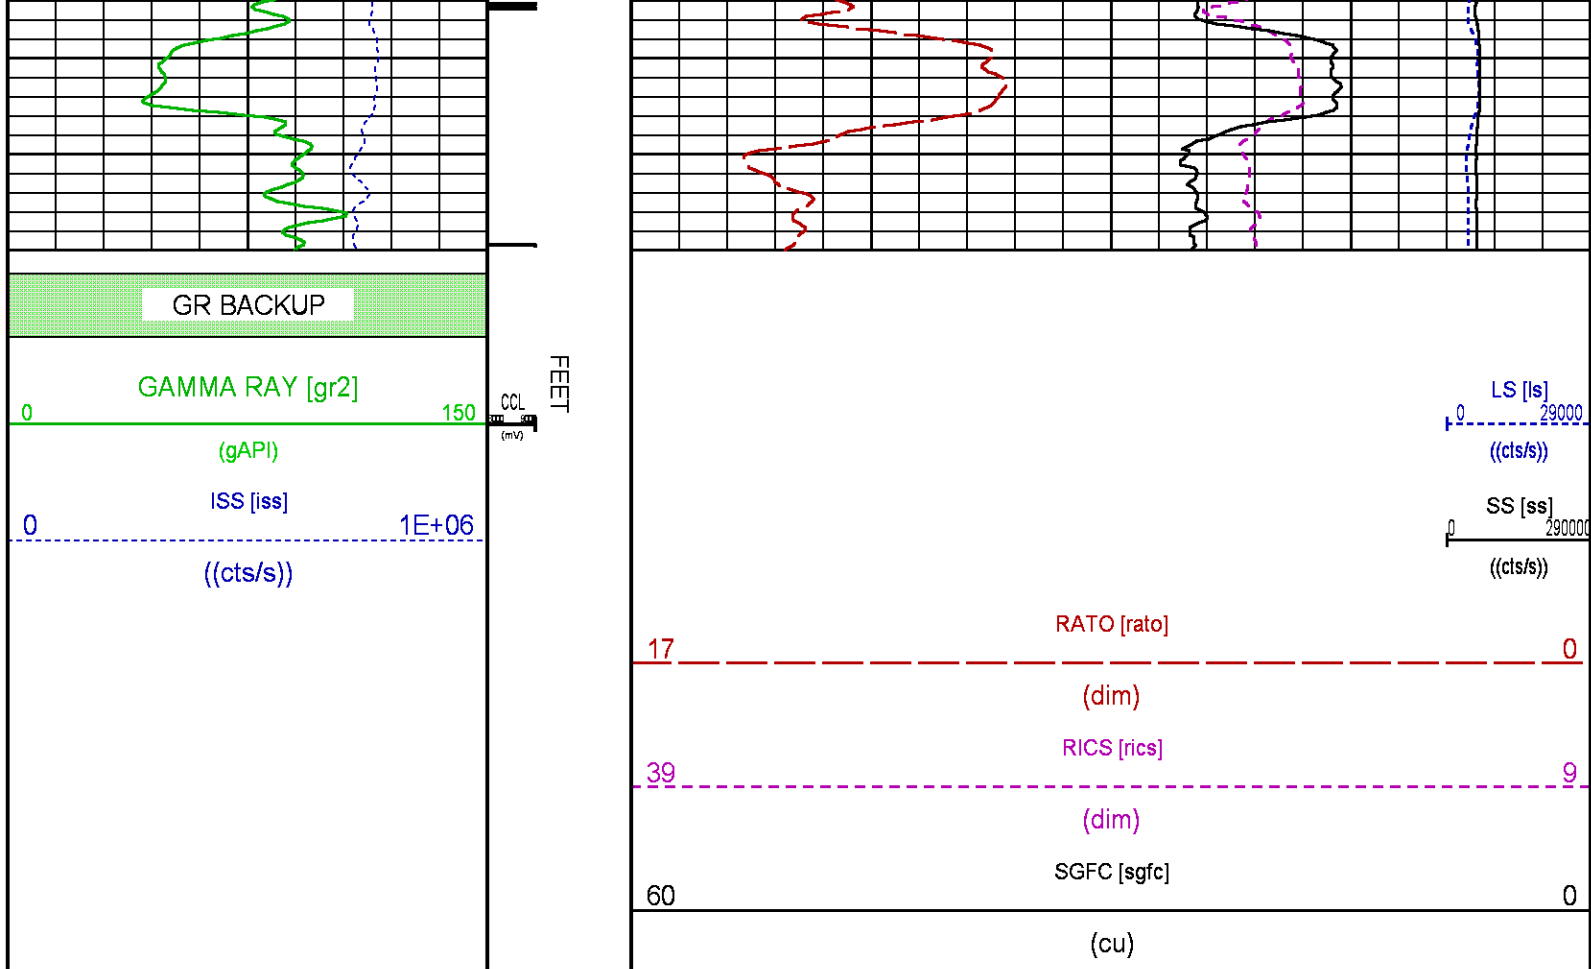 GR BACKUP
GAMMA RAY [gr2]
0 150
(gAPI)
ISS [iss]
0 1E+06
((cts/s))
FEET
CCL
(mV)
LS [ls]
0 29000
((cts/s))
SS [ss]
0 290000
((cts/s))
RATO [rato]
17 0
(dim)
RICS [rics]
39 9
(dim)
SGFC [sgfc]
60 0
(cu)